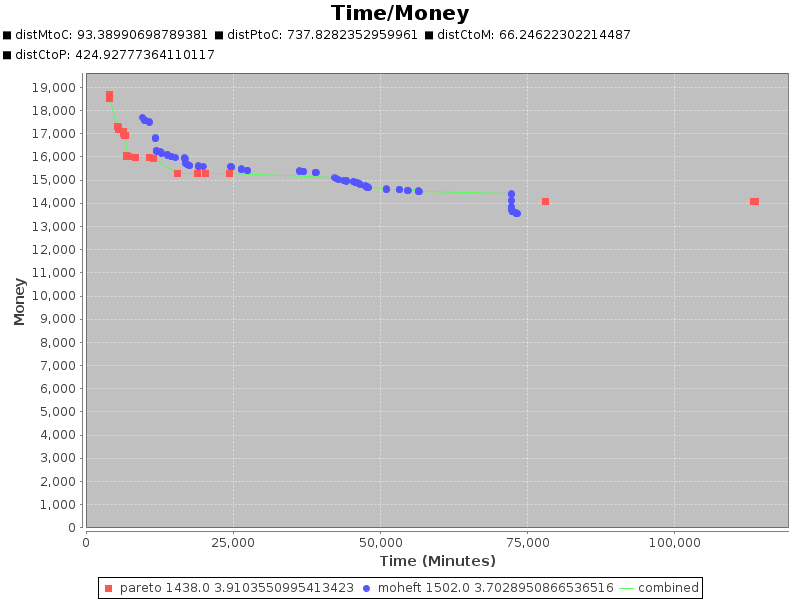 Time/Money
distMtoC: 93.38990698789381 distPtoC: 737.8282352959961 distCtoM: 66.24622302214487
distCtoP: 424.92777364110117
19,000
18,000
17,000
16,000
15,000
14,000
13,000
12,000
11,000
10,000
9,000
8,000
7,000
6,000
5,000
4,000
3,000
2,000
1,000
0
Money
0 25,000 50,000 75,000 100,000
Time (Minutes)
pareto 1438.0 3.9103550995413423 moheft 1502.0 3.7028950866536516 combined